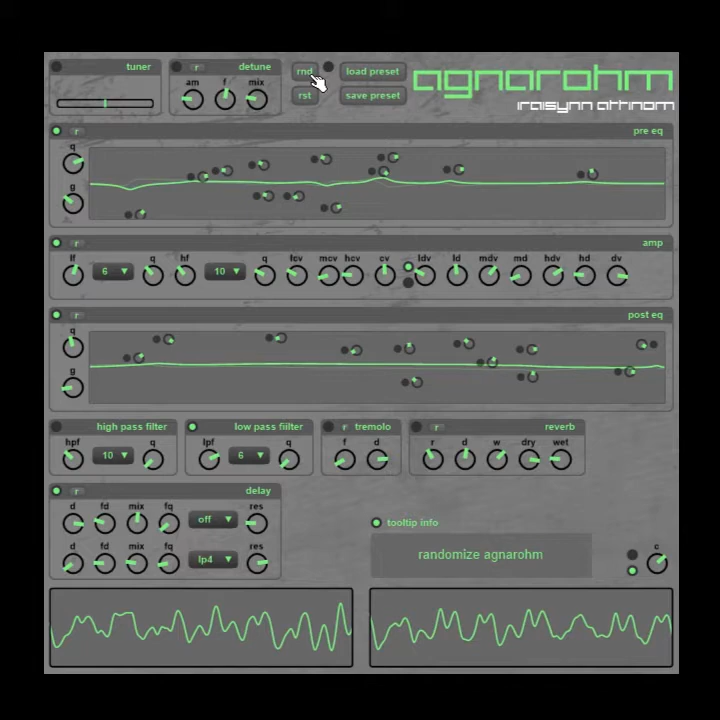 tuner
r detune
am f mix
rnd load preset
rst save preset
agnarohm
iraisynn attinom
r pre eq
q
g
amp
lf 6 q hf 10 q lcv mcv hcv cv ldv ld mdv md hdv hd dv
r post eq
q
g
high pass fiilter
hpf 10 q
low pass fiilter
lpf 6 q
r tremolo
f d
r reverb
r d w dry wet
r delay
d fd mix fq off res
d fd mix fq lp4 res
tooltip info
randomize agnarohm
c